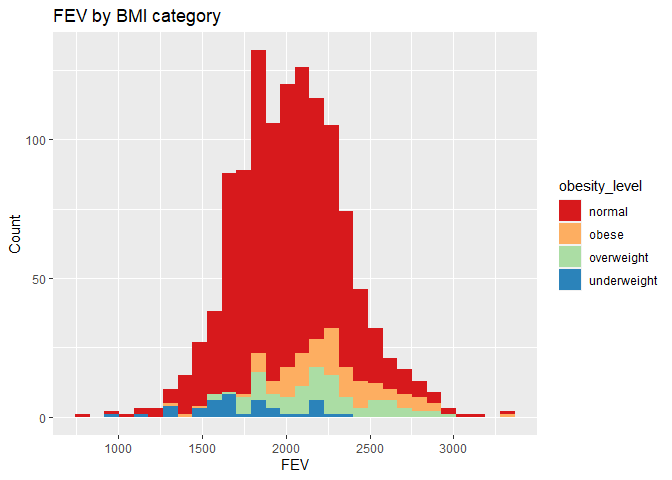 FEV by BMI category
Count
100
50
0
1000
1500
2000
2500
3000
FEV
obesity_level
normal
obese
overweight
underweight